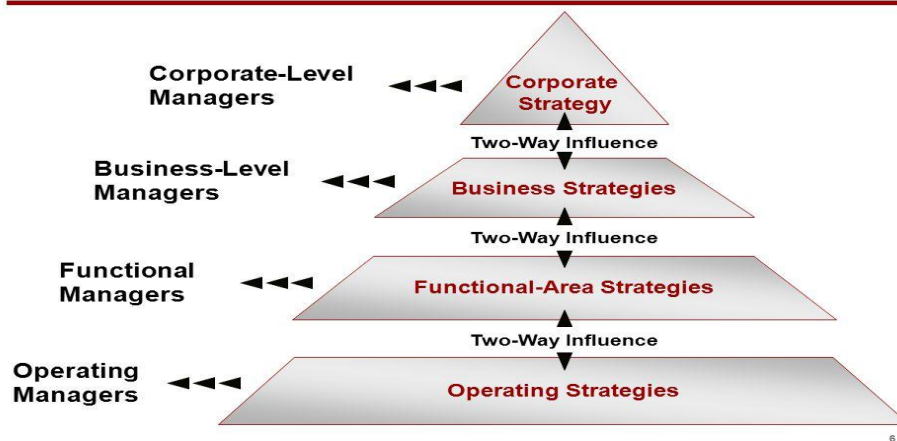 Corporate-Level
Managers
Corporate
Strategy
Two-Way Influence
Business-Level
Managers
Business Strategies
Two-Way Influence
Functional
Managers
Functional-Area Strategies
Two-Way Influence
Operating
Managers
Operating Strategies
6